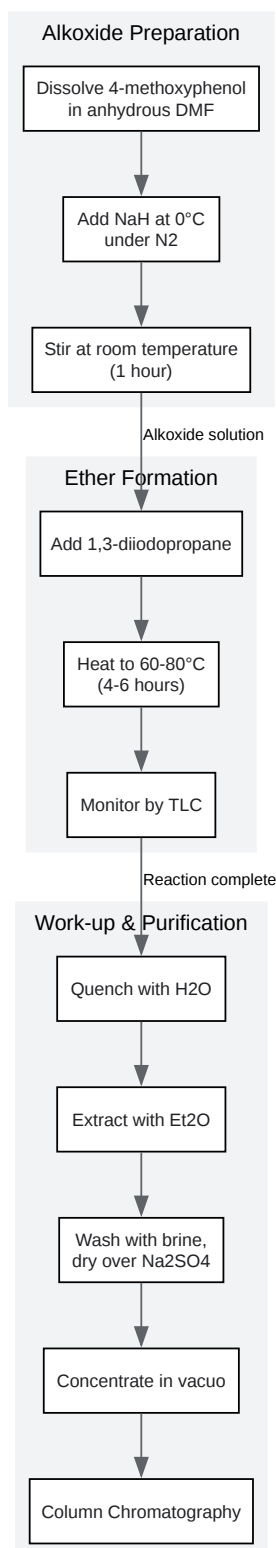 Alkoxide Preparation
Dissolve 4-methoxyphenol
in anhydrous DMF
Add NaH at 0°C
under N2
Stir at room temperature
(1 hour)
Alkoxide solution
Ether Formation
Add 1,3-diiodopropane
Heat to 60-80°C
(4-6 hours)
Monitor by TLC
Reaction complete
Work-up & Purification
Quench with H2O
Extract with Et2O
Wash with brine,
dry over Na2SO4
Concentrate in vacuo
Column Chromatography